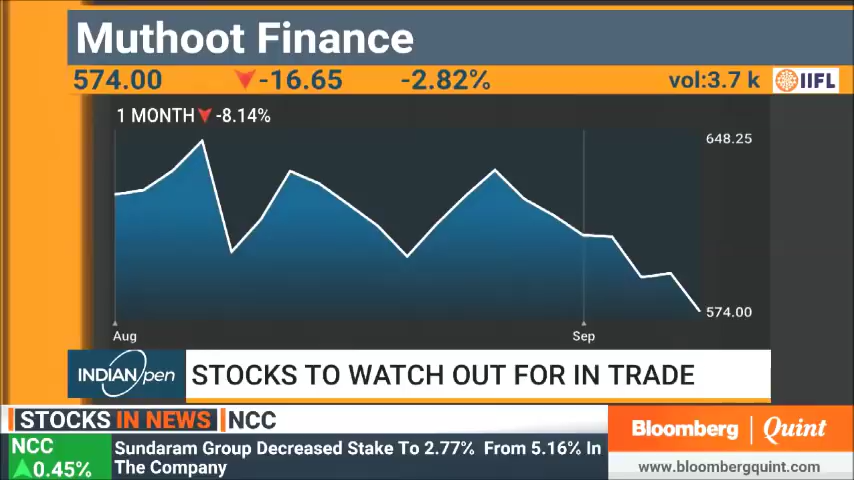 Muthoot Finance
574.00 -16.65 -2.82% vol:3.7 k IIFL
1 MONTH -8.14%
648.25
574.00
Aug Sep
INDIAN Open STOCKS TO WATCH OUT FOR IN TRADE
STOCKS IN NEWS NCC
Bloomberg Quint
NCC
0.45%
Sundaram Group Decreased Stake To 2.77% From 5.16% In
The Company
www.bloombergquint.com